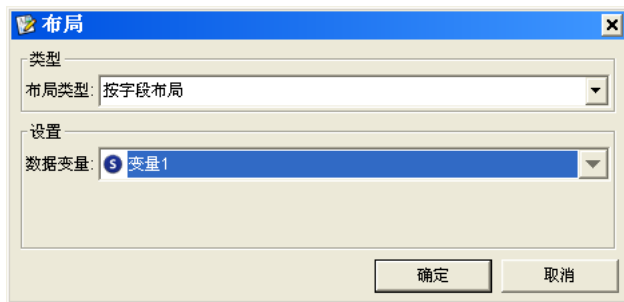 布局
类型
布局类型: 按字段布局
设置
数据变量: S 变量1
确定 取消